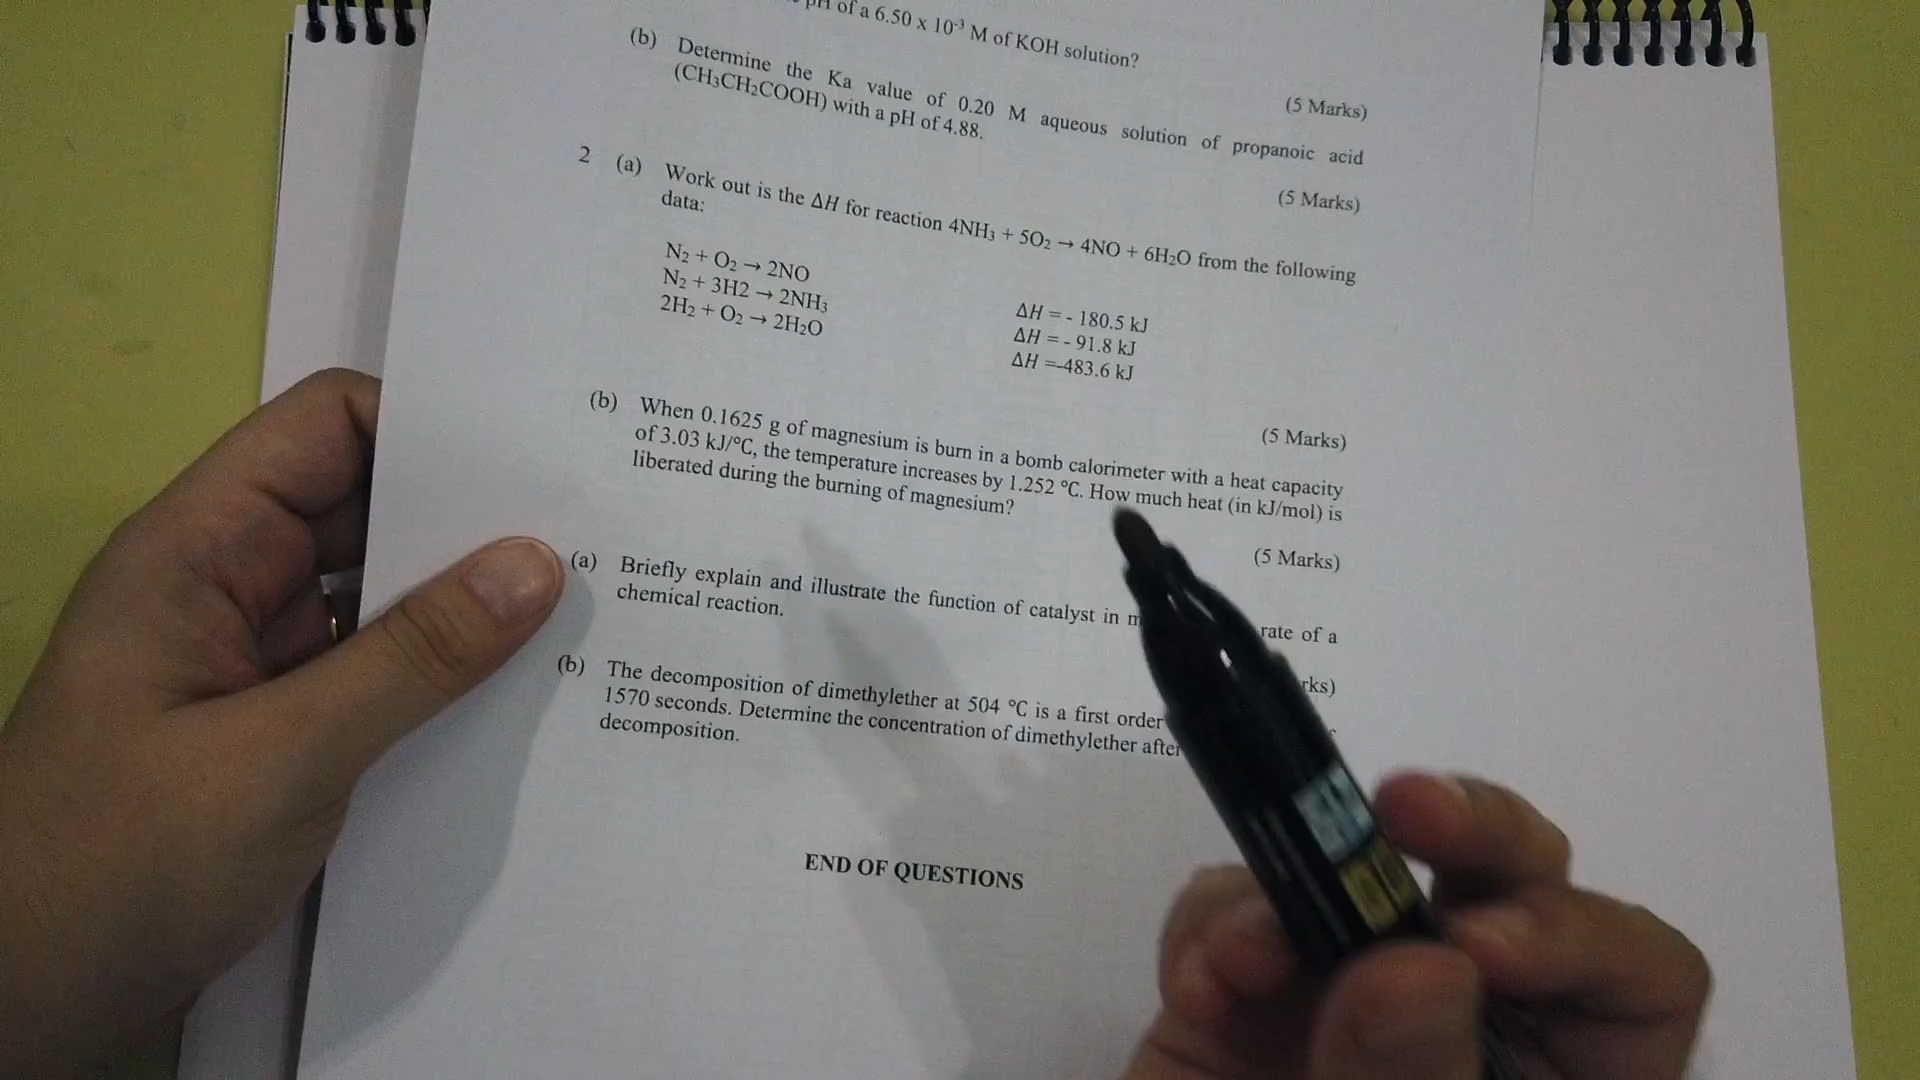 pH of a 6.50 x 10⁻³ M of KOH solution?
(5 Marks)
(b) Determine the Ka value of 0.20 M aqueous solution of propanoic acid
(CH₃CH₂COOH) with a pH of 4.88.
(5 Marks)
2 (a) Work out is the ΔH for reaction 4NH₃ + 5O₂ → 4NO + 6H₂O from the following
data:
N₂ + O₂ → 2NO ΔH = - 180.5 kJ
N₂ + 3H2 → 2NH₃ ΔH = - 91.8 kJ
2H₂ + O₂ → 2H₂O ΔH =-483.6 kJ
(5 Marks)
(b) When 0.1625 g of magnesium is burn in a bomb calorimeter with a heat capacity
of 3.03 kJ/°C, the temperature increases by 1.252 °C. How much heat (in kJ/mol) is
liberated during the burning of magnesium?
(5 Marks)
(a) Briefly explain and illustrate the function of catalyst in rate of a
chemical reaction.
(b) The decomposition of dimethylether at 504 °C is a first order
1570 seconds. Determine the concentration of dimethylether after
decomposition.
END OF QUESTIONS